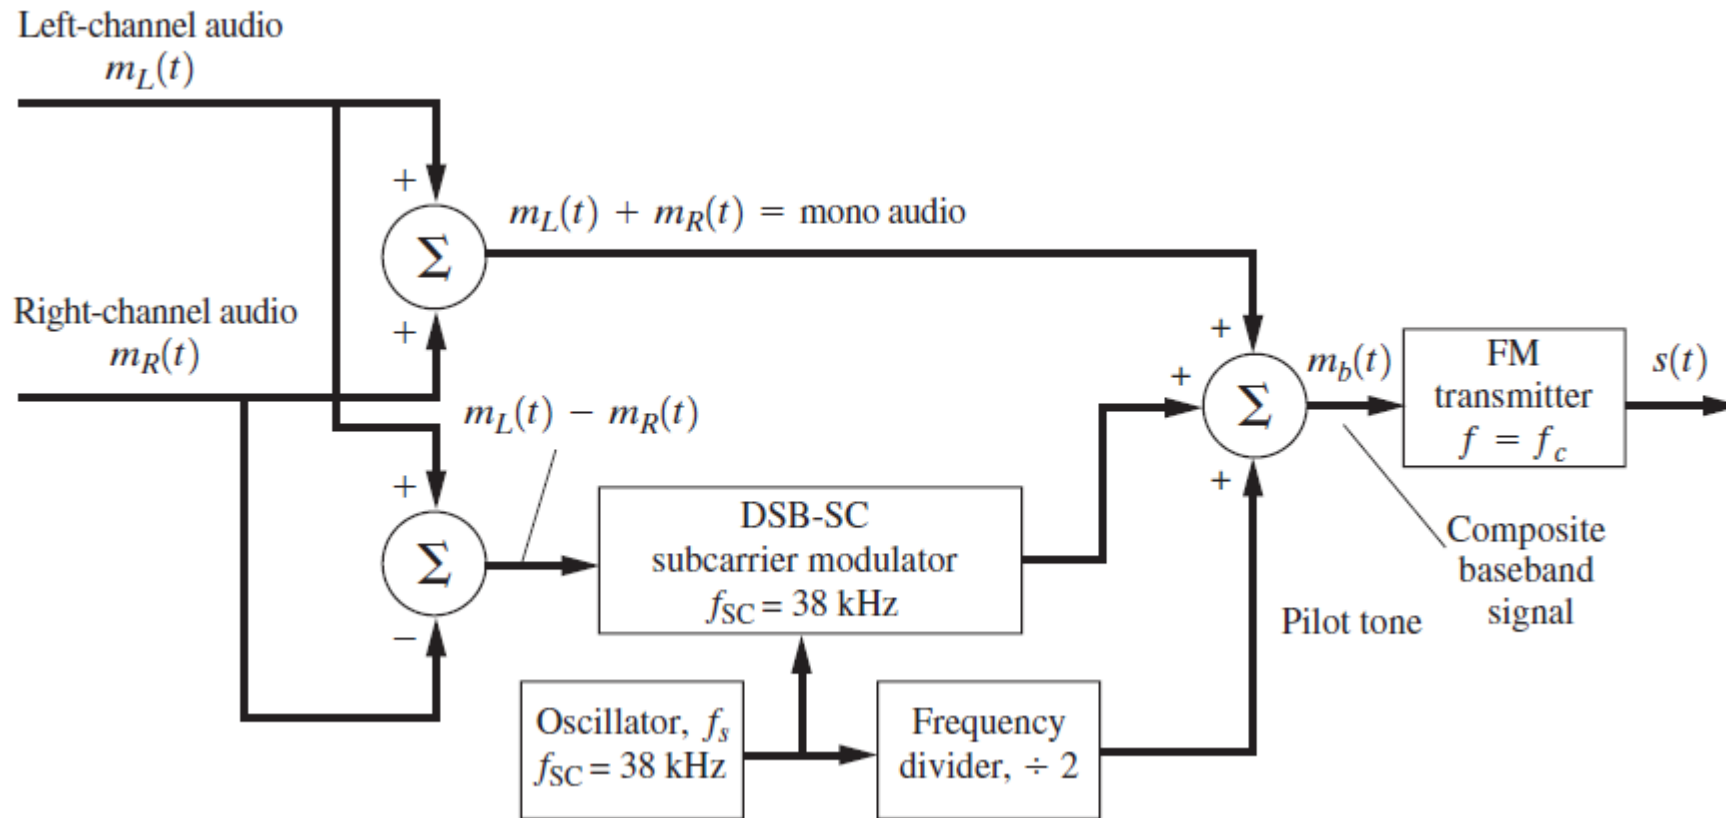 Left-channel audio
m_L(t)
+
Σ
m_L(t) + m_R(t) = mono audio
Right-channel audio
m_R(t)
+
m_L(t) − m_R(t)
+
Σ
−
DSB-SC
subcarrier modulator
f_SC = 38 kHz
Oscillator, f_s
f_SC = 38 kHz
Frequency
divider, ÷ 2
+
+
Σ
+
Pilot tone
m_b(t)
Composite
baseband
signal
FM
transmitter
f = f_c
s(t)